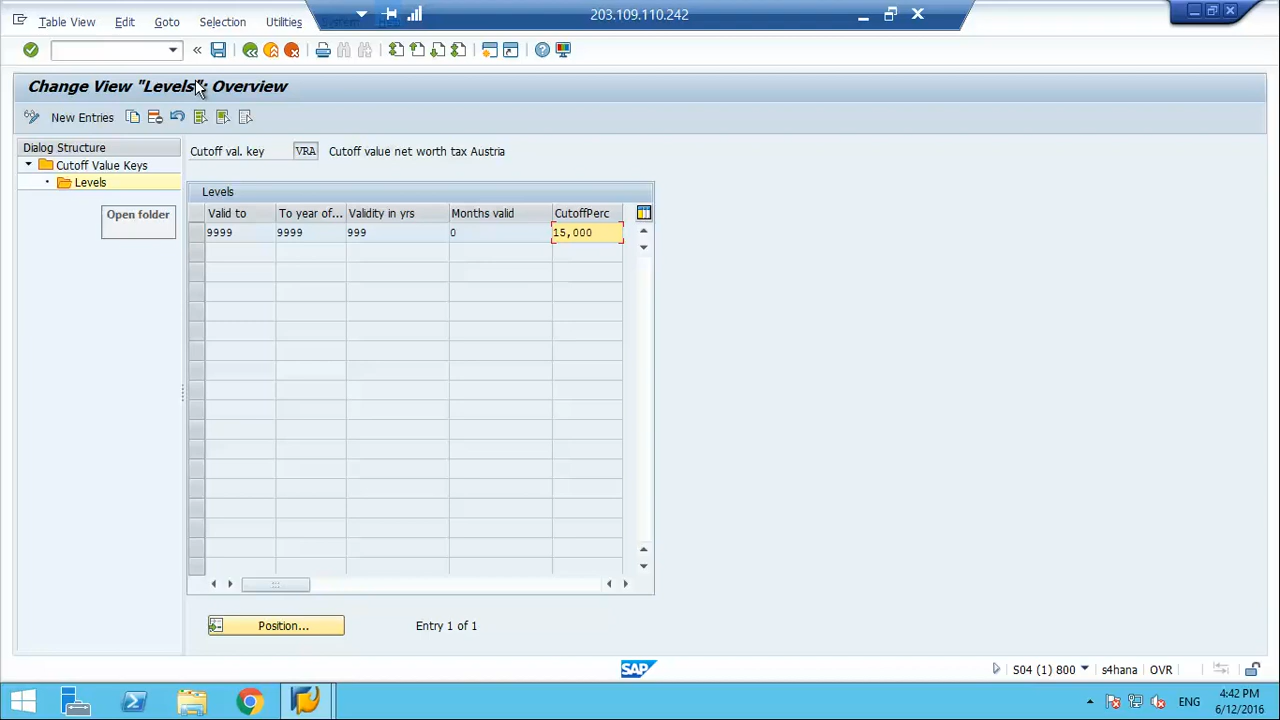 203.109.110.242
Table View Edit Goto Selection Utilities
Change View "Levels": Overview
New Entries
Dialog Structure
Cutoff Value Keys
Levels
Open folder
Cutoff val. key VRA Cutoff value net worth tax Austria
Levels
Valid to To year of... Validity in yrs Months valid CutoffPerc
9999 9999 999 0 15,000
Position... Entry 1 of 1
SAP
S04 (1) 800 s4hana OVR
ENG
4:42 PM
6/12/2016